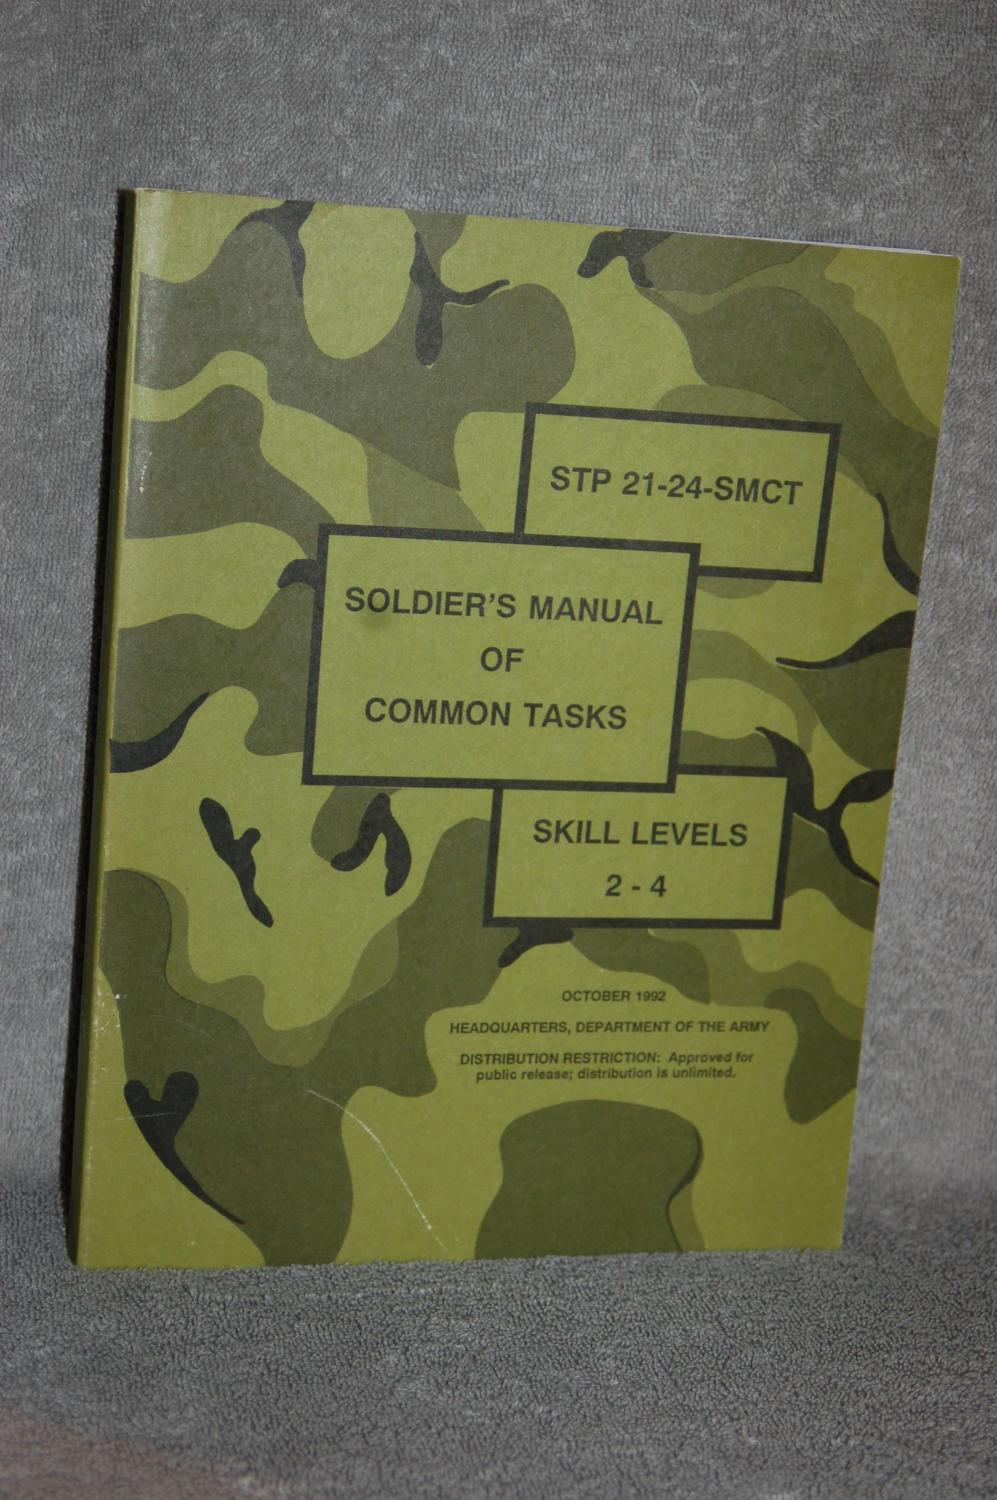 STP 21-24-SMCT
SOLDIER'S MANUAL
OF
COMMON TASKS
SKILL LEVELS
2 - 4
OCTOBER 1992
HEADQUARTERS, DEPARTMENT OF THE ARMY
DISTRIBUTION RESTRICTION: Approved for
public release; distribution is unlimited.